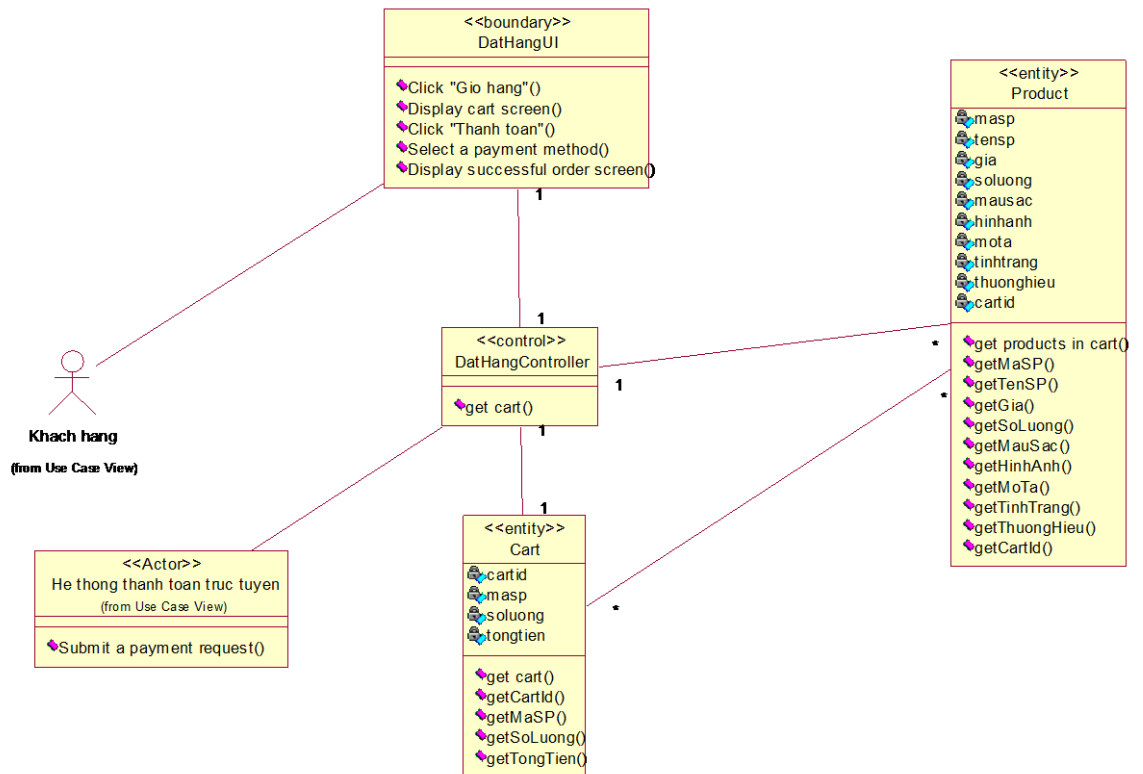 <<boundary>>
DatHangUI
Click "Gio hang"()
Display cart screen()
Click "Thanh toan"()
Select a payment method()
Display successful order screen()
1
<<entity>>
Product
masp
tensp
gia
soluong
mausac
hinhanh
mota
tinhtrang
thuonghieu
cartid
get products in cart()
getMaSP()
getTenSP()
getGia()
getSoLuong()
getMauSac()
getHinhAnh()
getMoTa()
getTinhTrang()
getThuongHieu()
getCartId()
*
*
1
<<control>>
DatHangController
get cart()
1
1
Khach hang
(from Use Case View)
<<Actor>>
He thong thanh toan truc tuyen
(from Use Case View)
Submit a payment request()
1
<<entity>>
Cart
cartid
masp
soluong
tongtien
get cart()
getCartId()
getMaSP()
getSoLuong()
getTongTien()
*